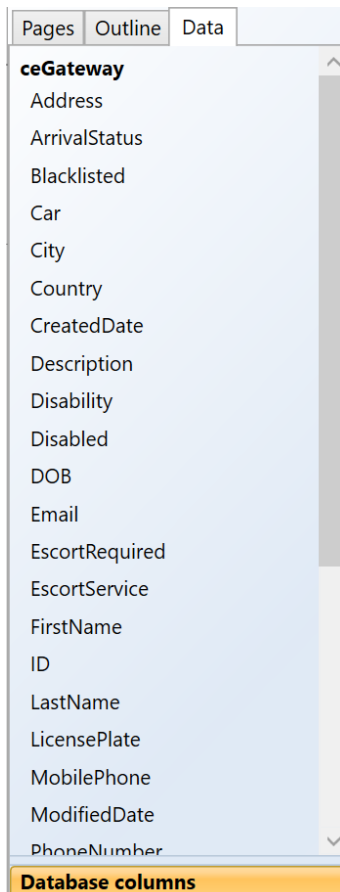 Pages Outline Data
ceGateway
Address
ArrivalStatus
Blacklisted
Car
City
Country
CreatedDate
Description
Disability
Disabled
DOB
Email
EscortRequired
EscortService
FirstName
ID
LastName
LicensePlate
MobilePhone
ModifiedDate
PhoneNumber
Database columns